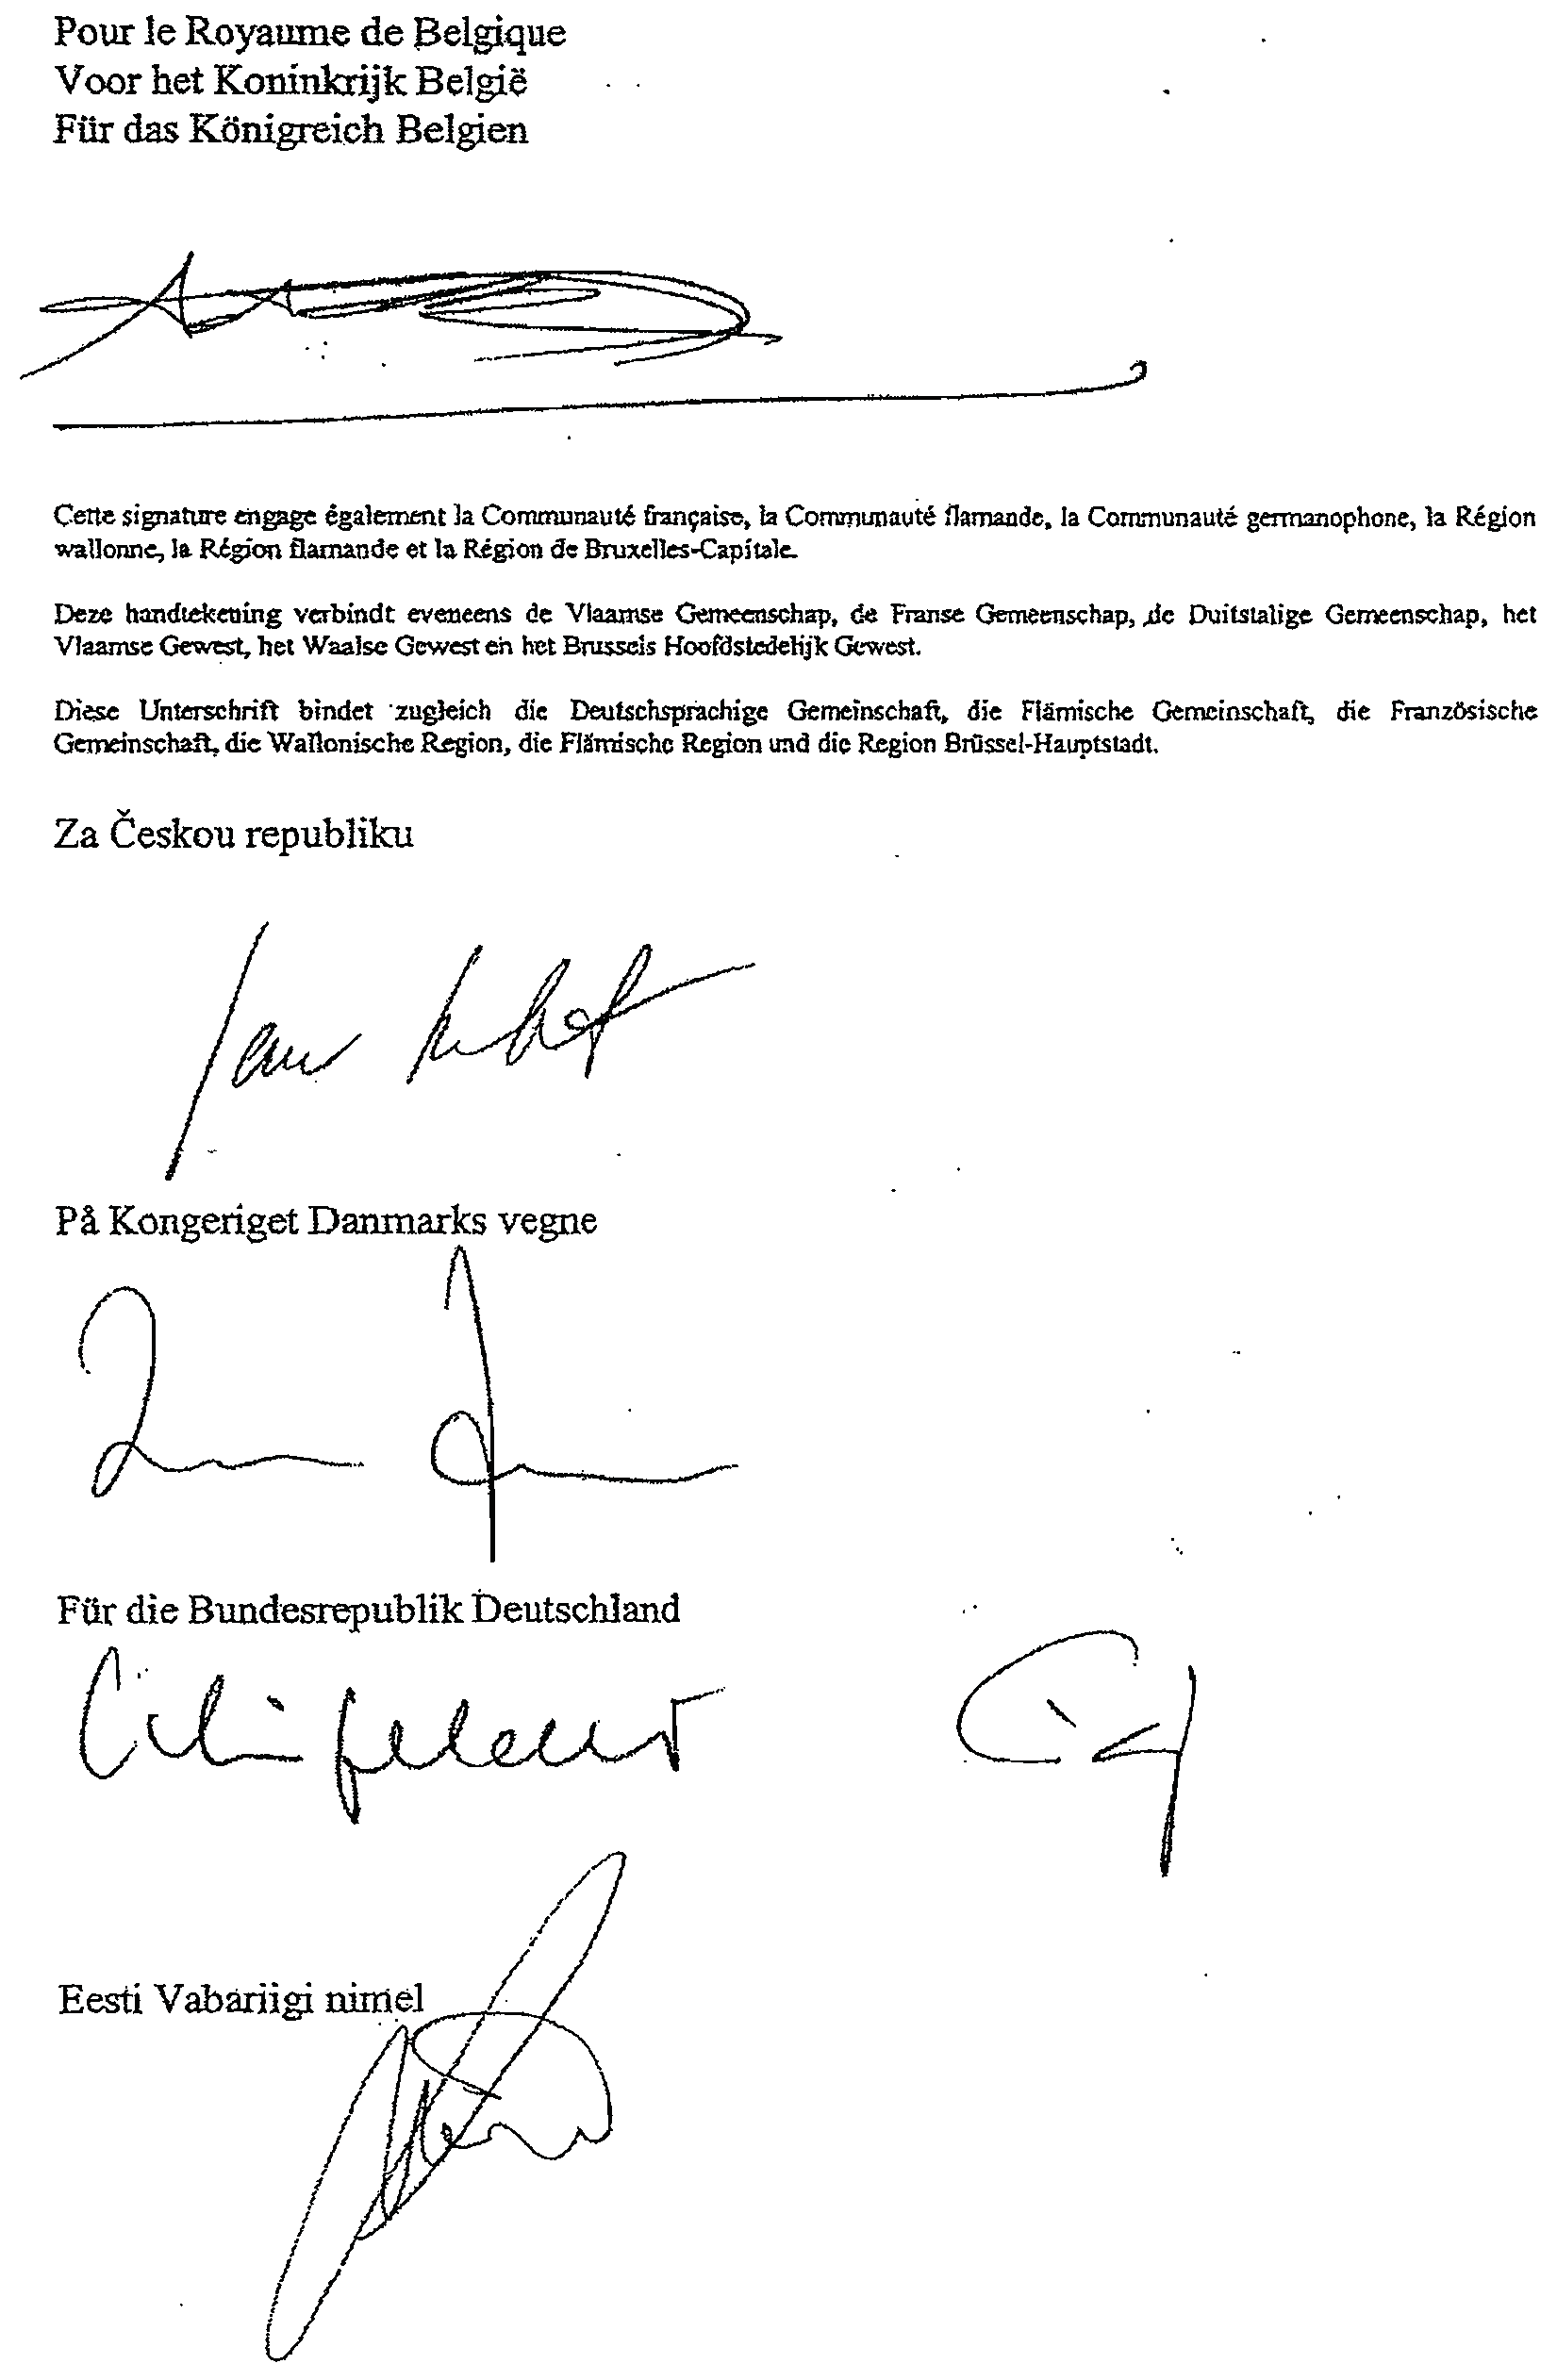 Pour le Royaume de Belgique
Voor het Koninkrijk België
Für das Königreich Belgien
Cette signature engage également la Communauté française, la Communauté flamande, la Communauté germanophone, la Région
wallonne, la Région flamande et la Région de Bruxelles-Capitale.
Deze handtekening verbindt eveneens de Vlaamse Gemeenschap, de Franse Gemeenschap, de Duitstalige Gemeenschap, het
Vlaamse Gewest, het Waalse Gewest en het Brussels Hoofdstedelijk Gewest.
Diese Unterschrift bindet zugleich die Deutschsprachige Gemeinschaft, die Flämische Gemeinschaft, die Französische
Gemeinschaft, die Wallonische Region, die Flämische Region und die Region Brüssel-Hauptstadt.
Za Českou republiku
På Kongeriget Danmarks vegne
Für die Bundesrepublik Deutschland
Eesti Vabariigi nimel